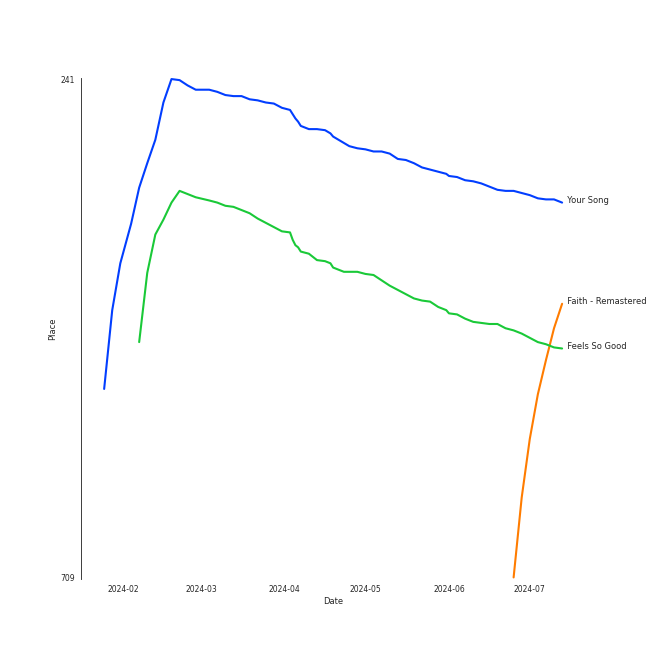 241
Your Song
Faith - Remastered
Place
Feels So Good
709
2024-02 2024-03 2024-04 2024-05 2024-06 2024-07
Date